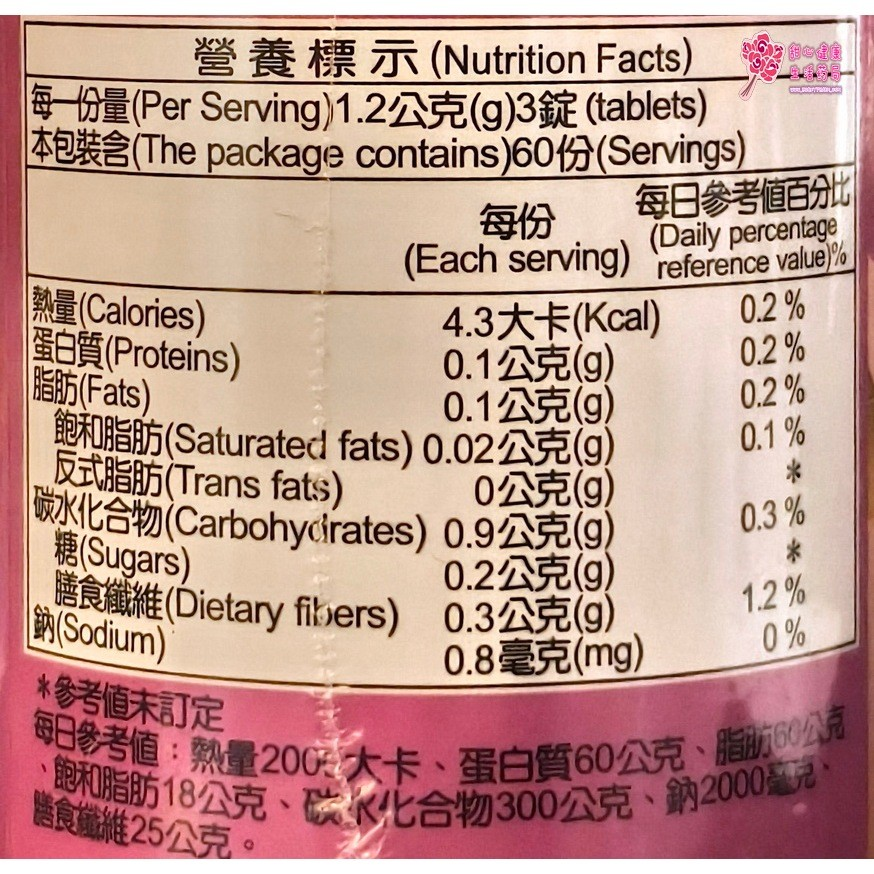 營養標示(Nutrition Facts)
甜心健康
生活藥局
每一份量(Per Serving)1.2公克(g)3錠(tablets)
本包裝含(The package contains)60份(Servings)
每份
(Each serving)
每日參考值百分比
(Daily percentage
reference value)%
熱量(Calories) 4.3大卡(Kcal) 0.2%
蛋白質(Proteins) 0.1公克(g) 0.2%
脂肪(Fats) 0.1公克(g) 0.2%
飽和脂肪(Saturated fats) 0.02公克(g) 0.1%
反式脂肪(Trans fats) 0公克(g) *
碳水化合物(Carbohydrates) 0.9公克(g) 0.3%
糖(Sugars) 0.2公克(g) *
膳食纖維(Dietary fibers) 0.3公克(g) 1.2%
鈉(Sodium) 0.8毫克(mg) 0%
*參考值未訂定
每日參考值：熱量2000大卡、蛋白質60公克、脂肪60公克
、飽和脂肪18公克、碳水化合物300公克、鈉2000毫克、
膳食纖維25公克。